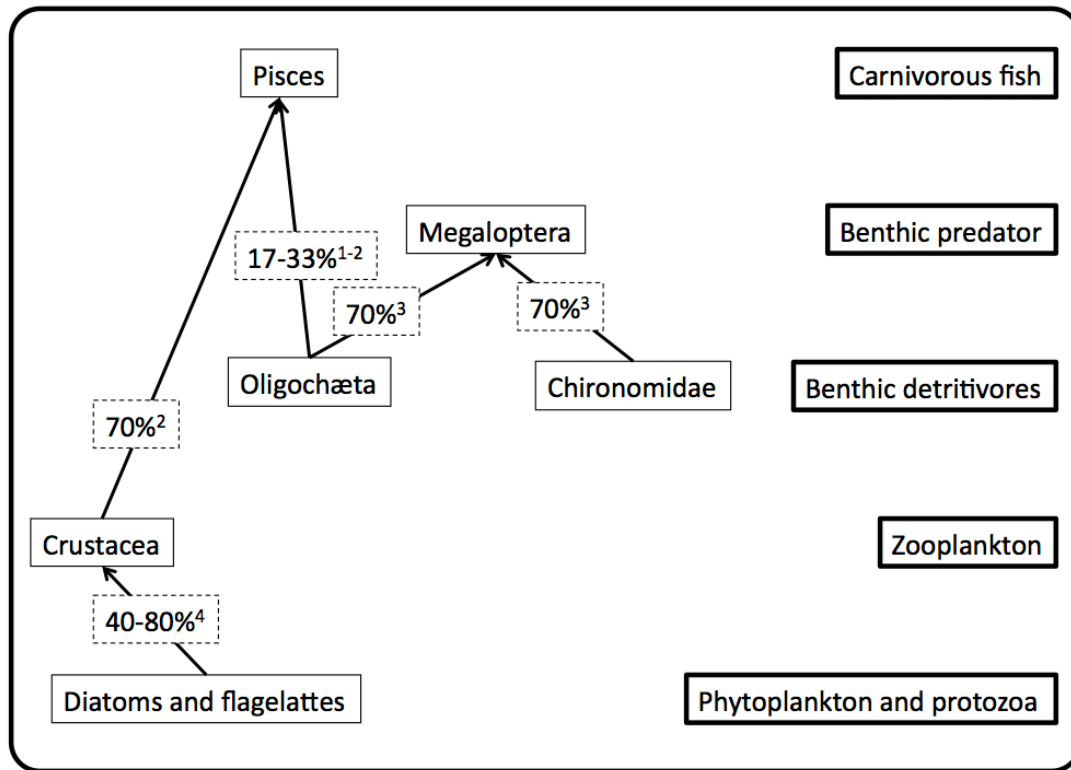 Pisces
Carnivorous fish
Megaloptera
Benthic predator
17-33%¹⁻²
70%³
70%³
Oligochæta
Chironomidae
Benthic detritivores
70%²
Crustacea
Zooplankton
40-80%⁴
Diatoms and flagelattes
Phytoplankton and protozoa